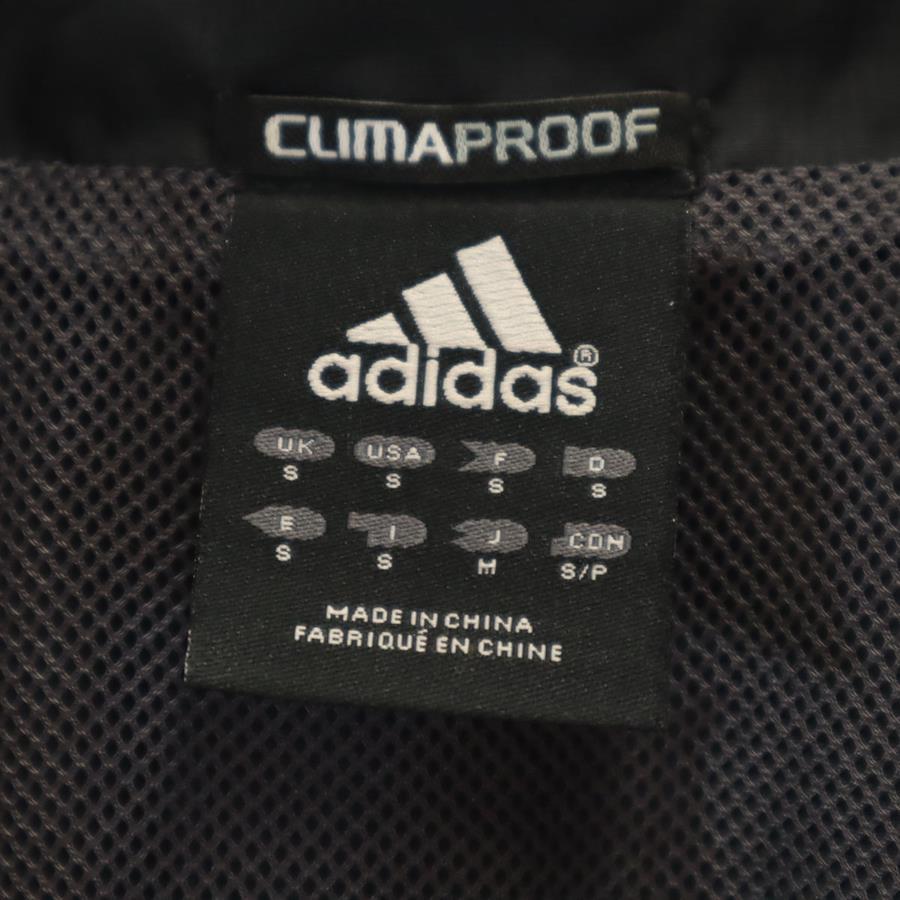 CLIMAPROOF
adidas®
UK USA F D
S S S S
E I J CDN
S S M S/P
MADE IN CHINA
FABRIQUÉ EN CHINE